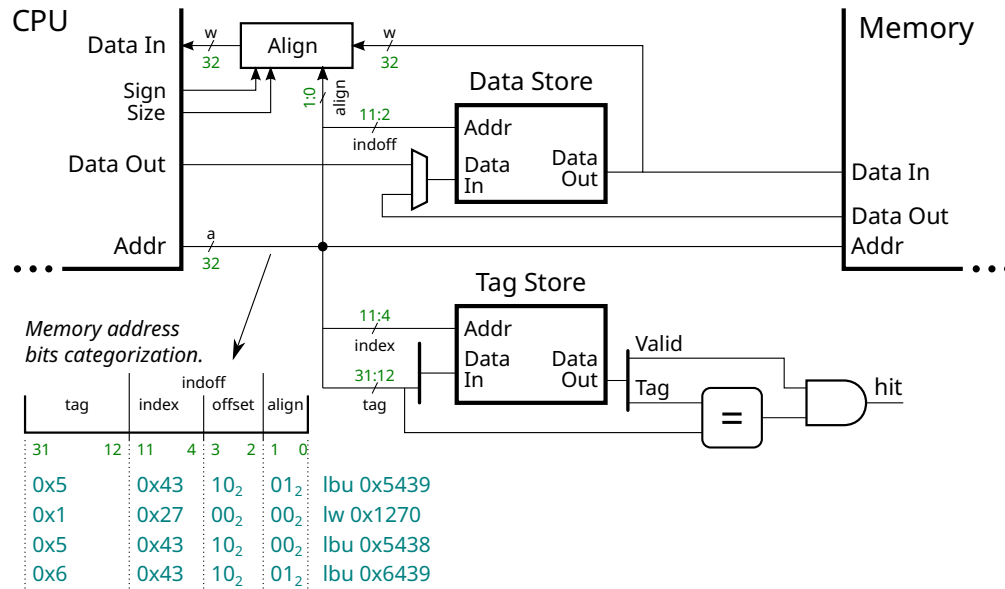 CPU
Memory
Data In
w
32
Align
w
32
Sign
Size
1:0
align
Data Store
11:2
indoff
Addr
Data In
Data Out
Data Out
Data In
Data Out
Addr
Addr
a
32
Tag Store
Memory address
bits categorization.
11:4
index
Addr
Data In
Data Out
31:12
tag
Valid
Tag
=
hit
indoff
tag index offset align
31 12 11 4 3 2 1 0
0x5 0x43 10₂ 01₂ lbu 0x5439
0x1 0x27 00₂ 00₂ lw 0x1270
0x5 0x43 10₂ 00₂ lbu 0x5438
0x6 0x43 10₂ 01₂ lbu 0x6439